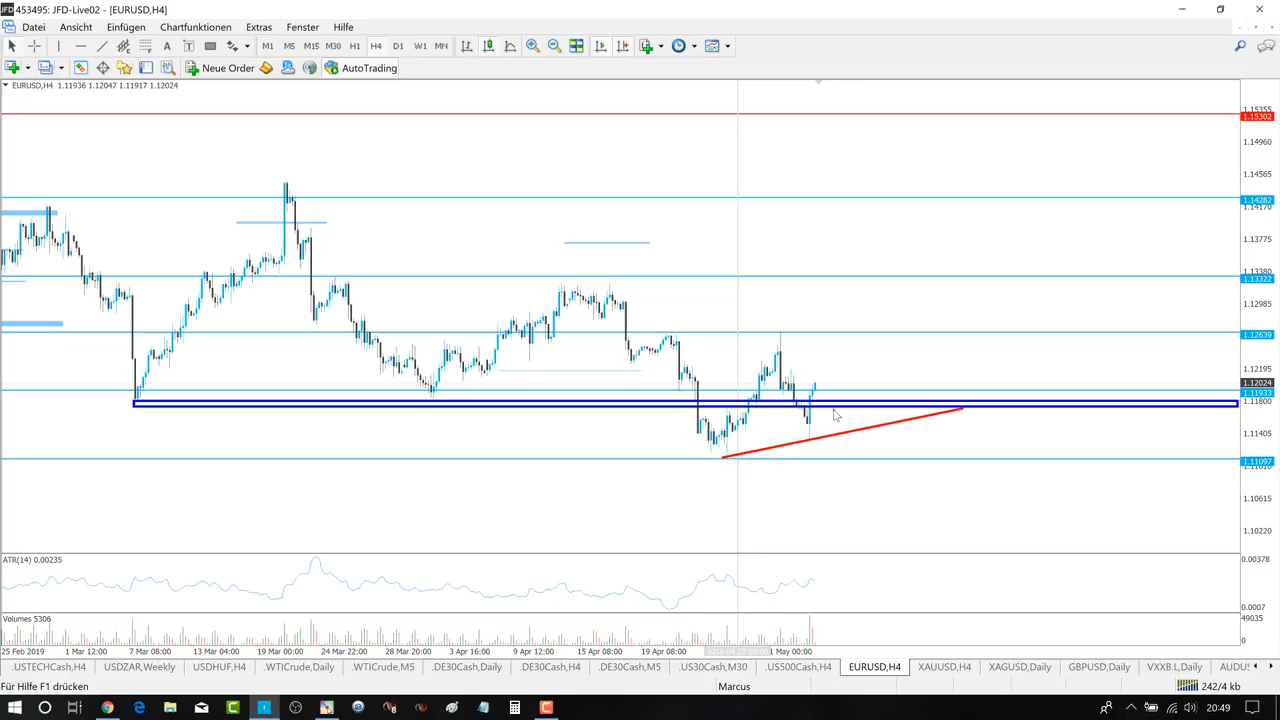 453495: JFD-Live02 - [EURUSD,H4]
Datei Ansicht Einfügen Chartfunktionen Extras Fenster Hilfe
A T M1 M5 M15 M30 H1 H4 D1 W1 MN
New Order AutoTrading
EURUSD,H4 1.11936 1.12047 1.11917 1.12024
1.15355
1.15302
1.14960
1.14565
1.14282
1.14170
1.13775
1.13380
1.13322
1.12985
1.12639
1.12195
1.12024
1.11933
1.11800
1.11405
1.11097
1.11010
1.10615
1.10220
ATR(14) 0.00235
0.00378
0.0007
Volumes 5306
49035
0
25 Feb 2019 1 Mar 12:00 7 Mar 08:00 13 Mar 04:00 19 Mar 00:00 24 Mar 22:00 28 Mar 20:00 3 Apr 16:00 9 Apr 12:00 15 Apr 08:00 19 Apr 08:00 1 May 00:00
.USTECHCash,H4 USDZAR,Weekly USDHUF,H4 .WTICrude,Daily .WTICrude,M5 .DE30Cash,Daily .DE30Cash,H4 .DE30Cash,M5 .US30Cash,M30 .US500Cash,H4 EURUSD,H4 XAUUSD,H4 XAGUSD,Daily GBPUSD,Daily VXXB.L,Daily AUDUS
Für Hilfe F1 drücken Marcus 242/4 kb
20:49